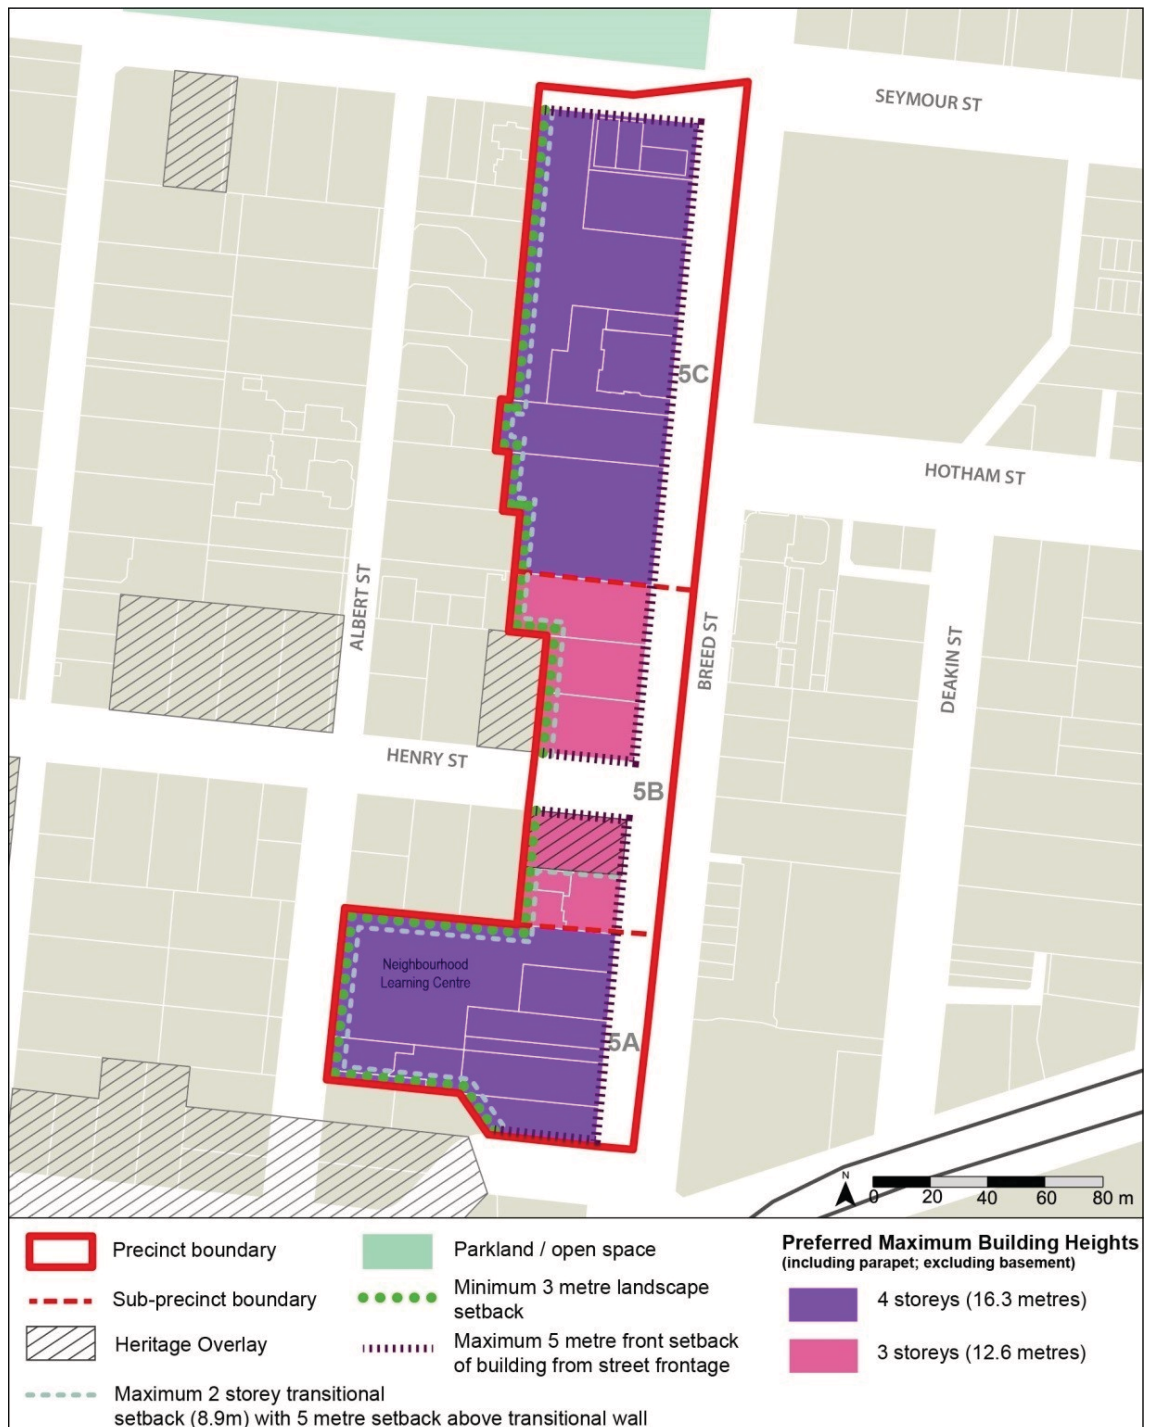 SEYMOUR ST
5C
HOTHAM ST
ALBERT ST
BREED ST
DEAKIN ST
HENRY ST
5B
Neighbourhood
Learning Centre
5A
N
0 20 40 60 80 m
Precinct boundary
Sub-precinct boundary
Heritage Overlay
Maximum 2 storey transitional
setback (8.9m) with 5 metre setback above transitional wall
Parkland / open space
Minimum 3 metre landscape
setback
Maximum 5 metre front setback
of building from street frontage
Preferred Maximum Building Heights
(including parapet; excluding basement)
4 storeys (16.3 metres)
3 storeys (12.6 metres)